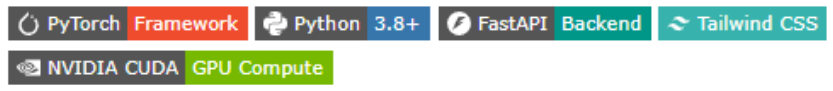 PyTorch Framework Python 3.8+ FastAPI Backend Tailwind CSS
NVIDIA CUDA GPU Compute